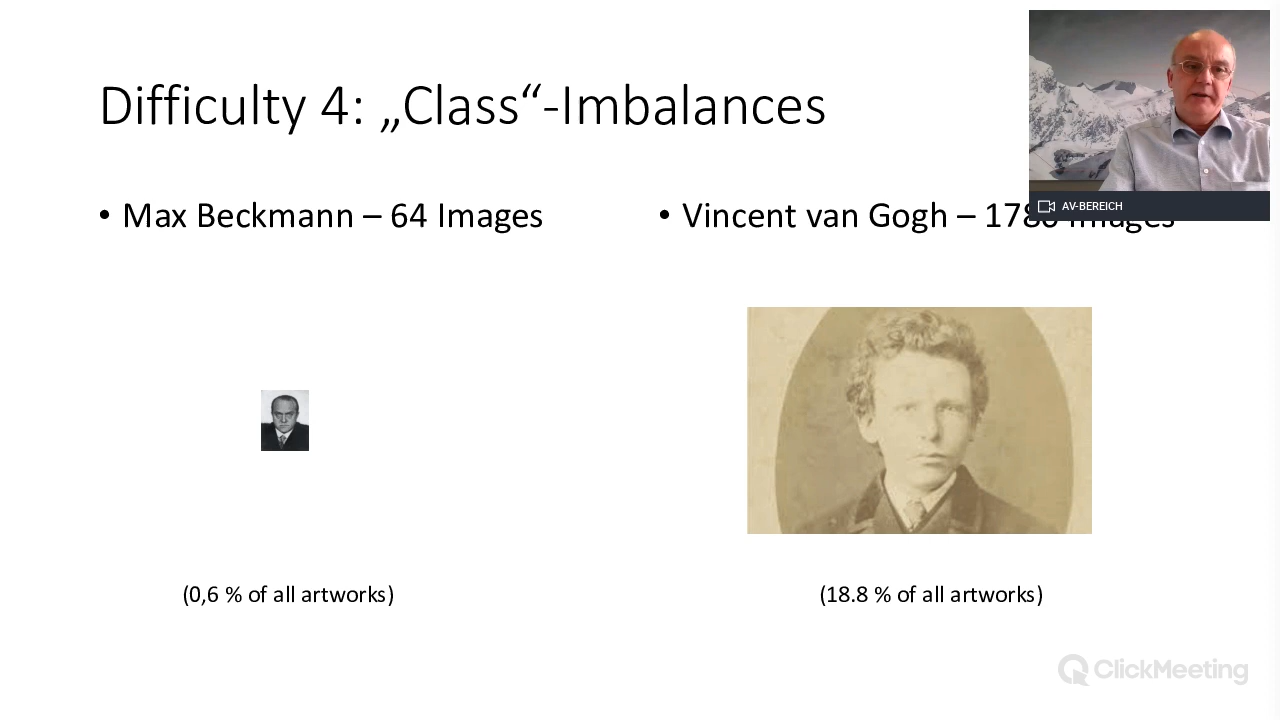 Difficulty 4: „Class“-Imbalances
• Max Beckmann – 64 Images
• Vincent van Gogh – Images
AV-BEREICH
(0,6 % of all artworks)
(18.8 % of all artworks)
ClickMeeting